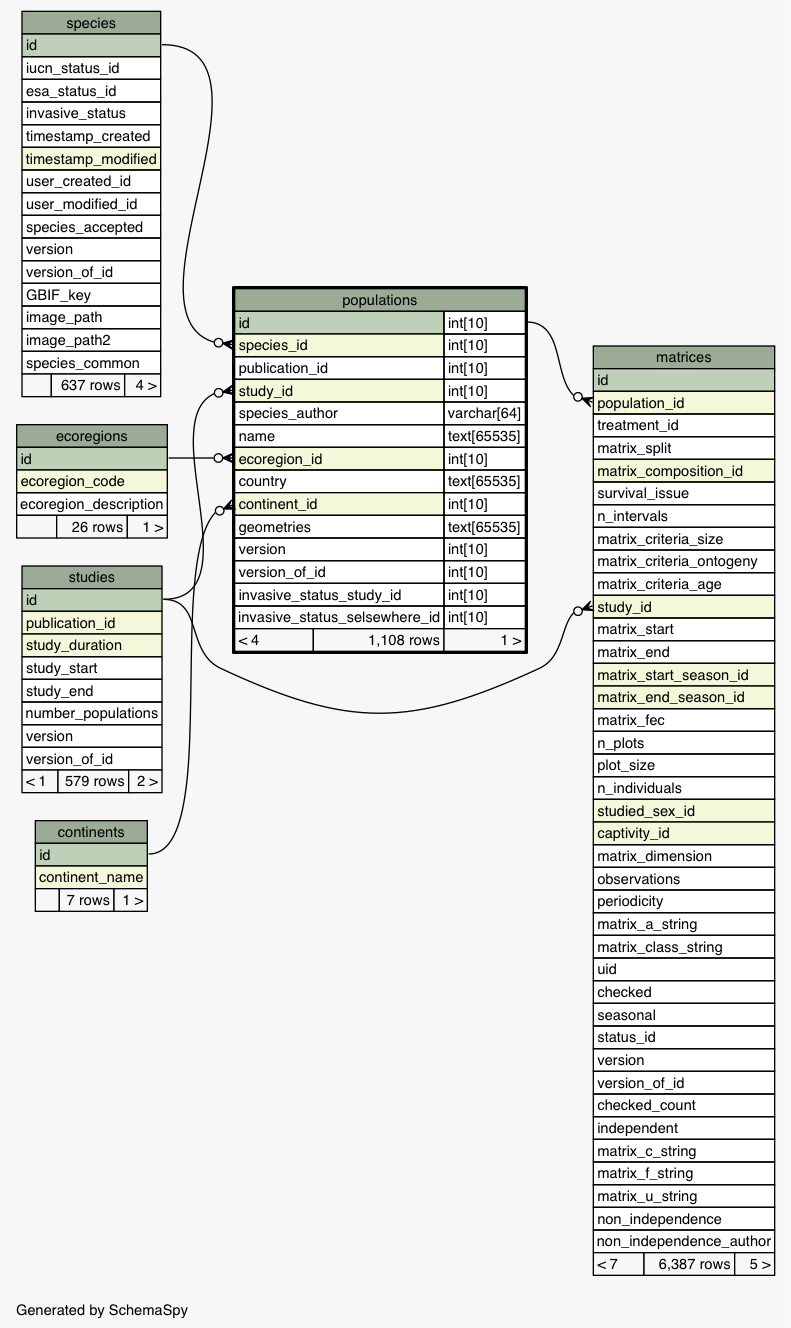 species
id
iucn_status_id
esa_status_id
invasive_status
timestamp_created
timestamp_modified
user_created_id
user_modified_id
species_accepted
version
version_of_id
GBIF_key
image_path
image_path2
species_common
637 rows 4 >
ecoregions
id
ecoregion_code
ecoregion_description
26 rows 1 >
studies
id
publication_id
study_duration
study_start
study_end
number_populations
version
version_of_id
< 1 579 rows 2 >
continents
id
continent_name
7 rows 1 >
populations
id int[10]
species_id int[10]
publication_id int[10]
study_id int[10]
species_author varchar[64]
name text[65535]
ecoregion_id int[10]
country text[65535]
continent_id int[10]
geometries text[65535]
version int[10]
version_of_id int[10]
invasive_status_study_id int[10]
invasive_status_selsewhere_id int[10]
< 4 1,108 rows 1 >
matrices
id
population_id
treatment_id
matrix_split
matrix_composition_id
survival_issue
n_intervals
matrix_criteria_size
matrix_criteria_ontogeny
matrix_criteria_age
study_id
matrix_start
matrix_end
matrix_start_season_id
matrix_end_season_id
matrix_fec
n_plots
plot_size
n_individuals
studied_sex_id
captivity_id
matrix_dimension
observations
periodicity
matrix_a_string
matrix_class_string
uid
checked
seasonal
status_id
version
version_of_id
checked_count
independent
matrix_c_string
matrix_f_string
matrix_u_string
non_independence
non_independence_author
< 7 6,387 rows 5 >
Generated by SchemaSpy